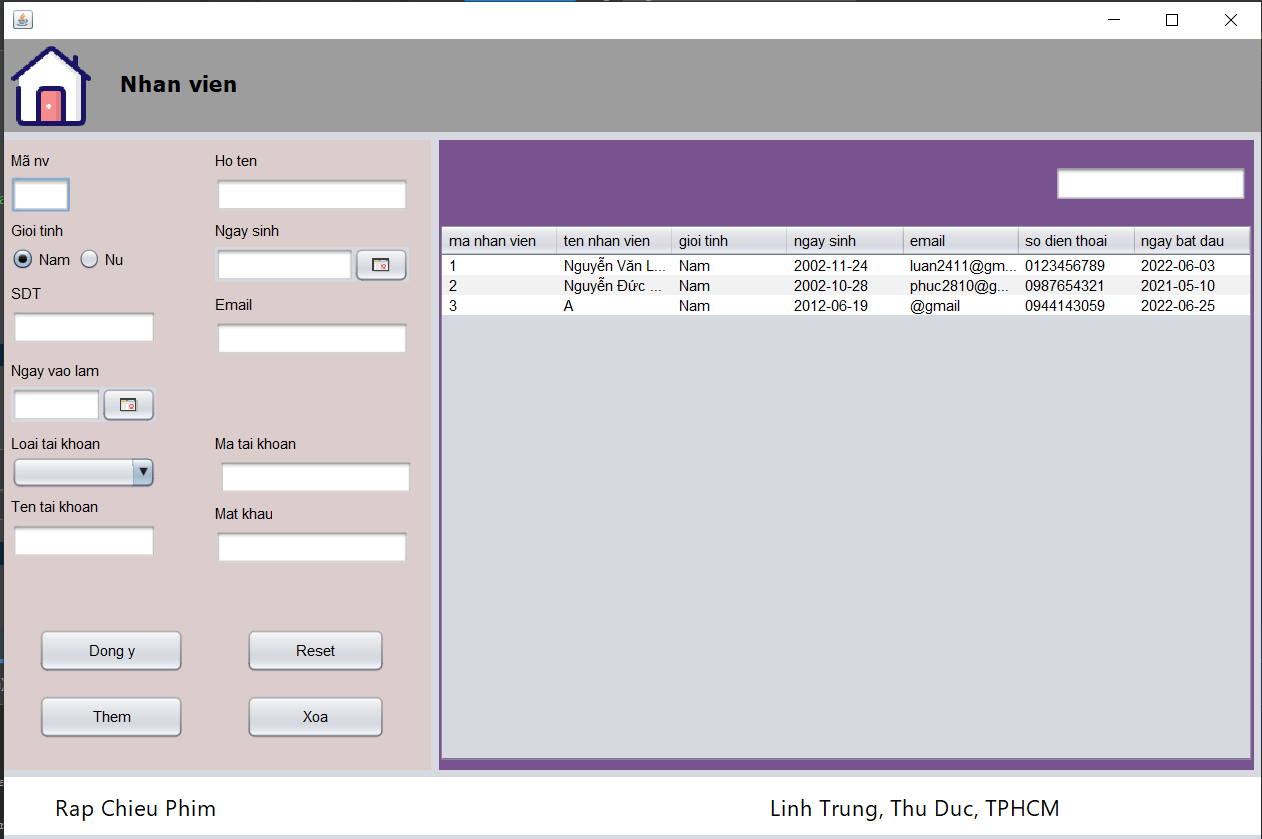 Nhan vien
Mã nv
Ho ten
Gioi tinh
Nam
Nu
Ngay sinh
SDT
Email
Ngay vao lam
Loai tai khoan
Ma tai khoan
Ten tai khoan
Mat khau
Dong y
Reset
Them
Xoa
ma nhan vien ten nhan vien gioi tinh ngay sinh email so dien thoai ngay bat dau
1 Nguyễn Văn L... Nam 2002-11-24 luan2411@gm... 0123456789 2022-06-03
2 Nguyễn Đức ... Nam 2002-10-28 phuc2810@g... 0987654321 2021-05-10
3 A Nam 2012-06-19 @gmail 0944143059 2022-06-25
Rap Chieu Phim
Linh Trung, Thu Duc, TPHCM